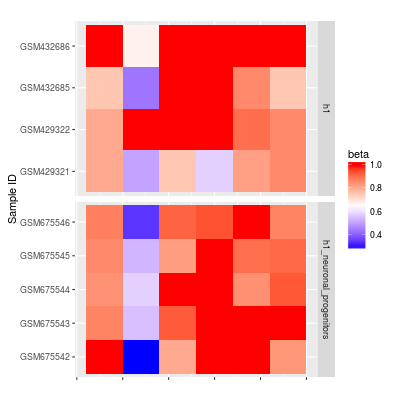 GSM432686
GSM432685
GSM429322
GSM429321
h1
GSM675546
GSM675545
GSM675544
GSM675543
GSM675542
h1_neuronal_progenitors
Sample ID
beta
1.0
0.8
0.6
0.4